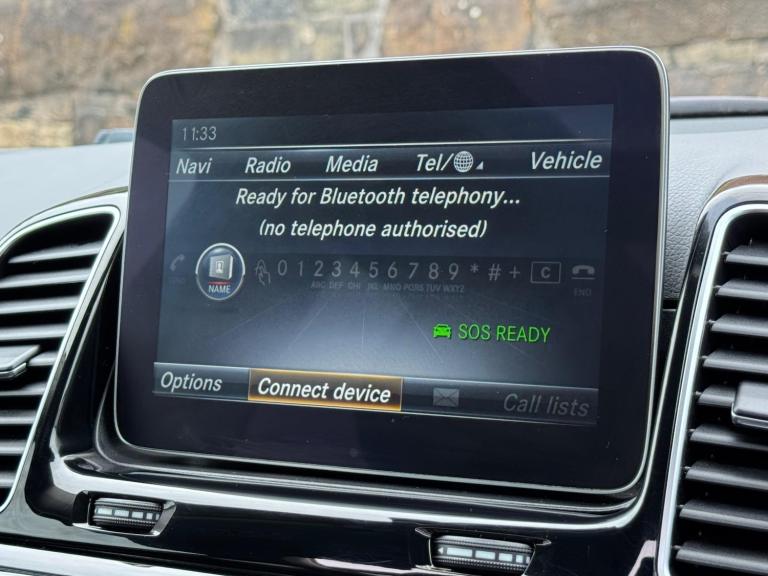 11:33
Navi Radio Media Tel/ Vehicle
Ready for Bluetooth telephony...
(no telephone authorised)
NAME 0 1 2 3 4 5 6 7 8 9 * # + C
ABC DEF GHI JKL MNO PQRS TUV WXYZ
END
SOS READY
Options Connect device Call lists